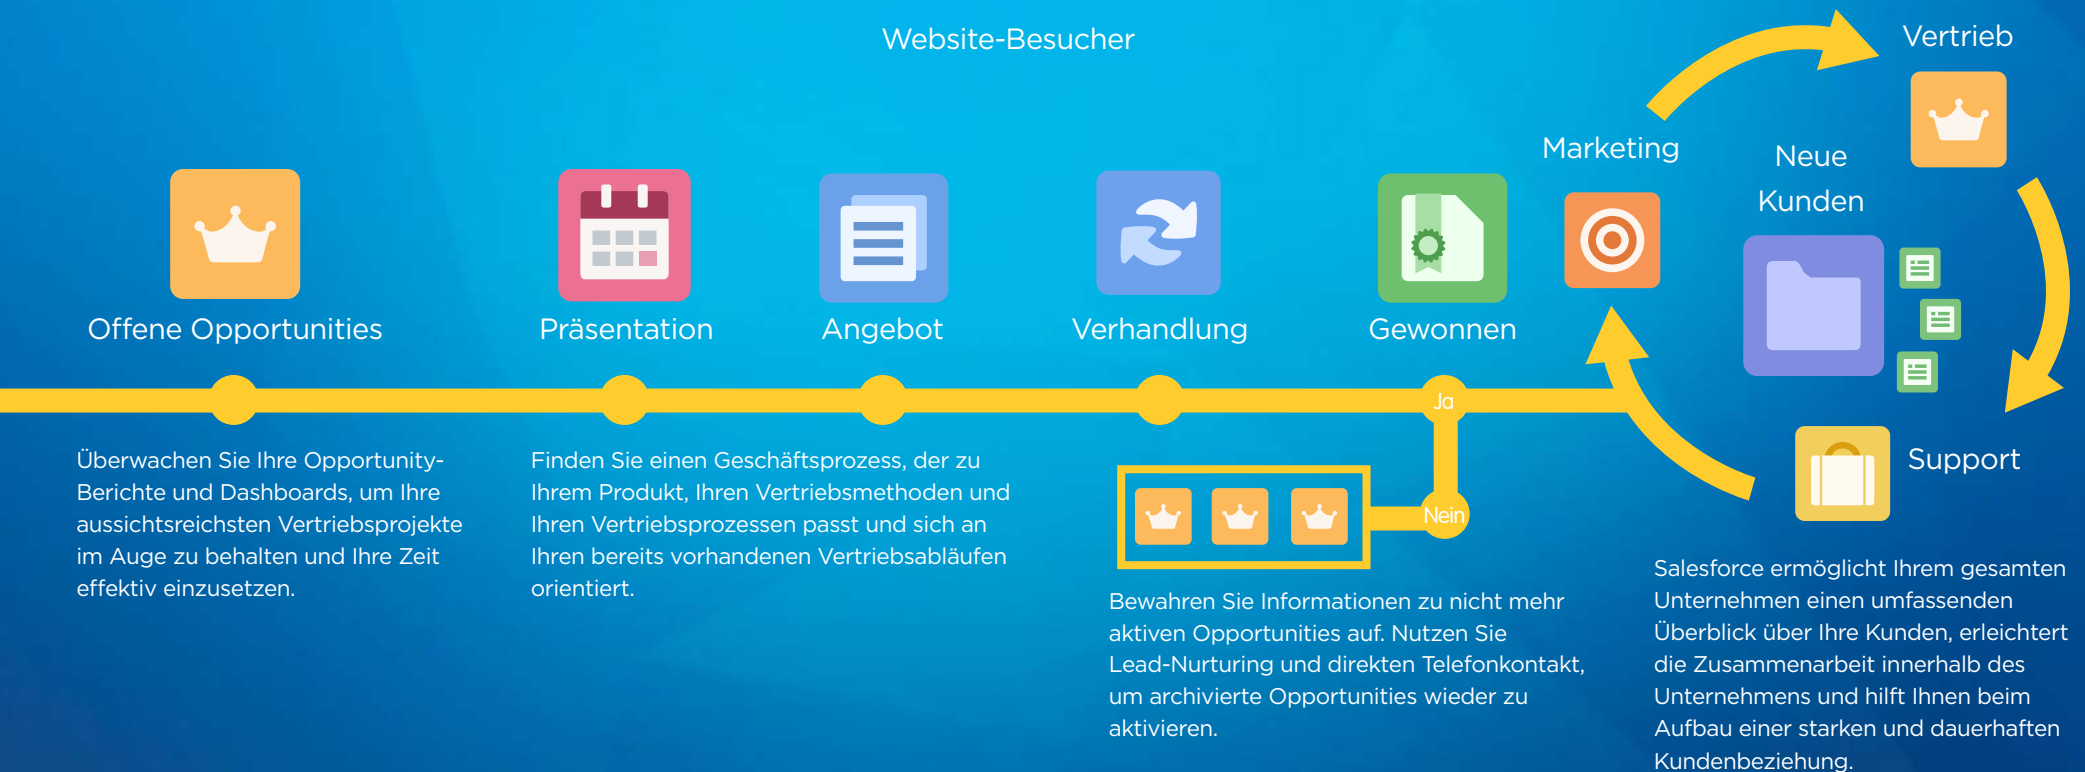 Website-Besucher
Vertrieb
Marketing
Neue
Kunden
Offene Opportunities
Präsentation
Angebot
Verhandlung
Gewonnen
Ja
Nein
Support
Überwachen Sie Ihre Opportunity-
Berichte und Dashboards, um Ihre
aussichtsreichsten Vertriebsprojekte
im Auge zu behalten und Ihre Zeit
effektiv einzusetzen.
Finden Sie einen Geschäftsprozess, der zu
Ihrem Produkt, Ihren Vertriebsmethoden und
Ihren Vertriebsprozessen passt und sich an
Ihren bereits vorhandenen Vertriebsabläufen
orientiert.
Bewahren Sie Informationen zu nicht mehr
aktiven Opportunities auf. Nutzen Sie
Lead-Nurturing und direkten Telefonkontakt,
um archivierte Opportunities wieder zu
aktivieren.
Salesforce ermöglicht Ihrem gesamten
Unternehmen einen umfassenden
Überblick über Ihre Kunden, erleichtert
die Zusammenarbeit innerhalb des
Unternehmens und hilft Ihnen beim
Aufbau einer starken und dauerhaften
Kundenbeziehung.